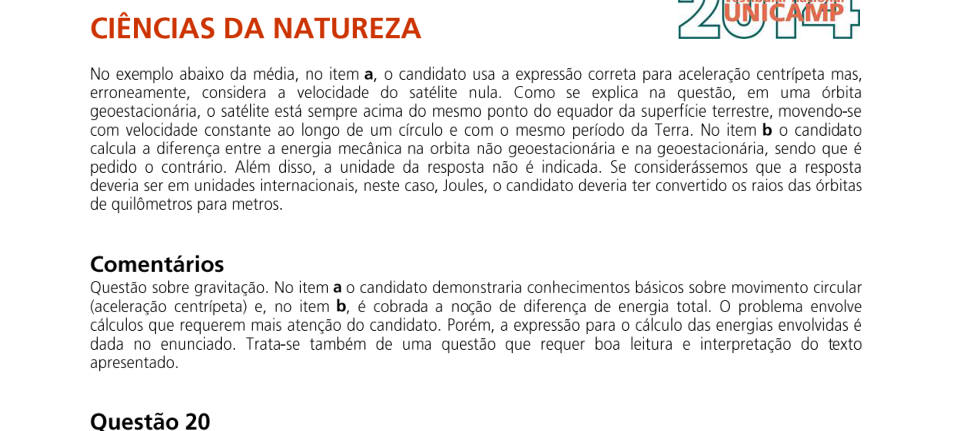 2014
UNICAMP
CIÊNCIAS DA NATUREZA
No exemplo abaixo da média, no item a, o candidato usa a expressão correta para aceleração centrípeta mas,
erroneamente, considera a velocidade do satélite nula. Como se explica na questão, em uma órbita
geoestacionária, o satélite está sempre acima do mesmo ponto do equador da superfície terrestre, movendo-se
com velocidade constante ao longo de um círculo e com o mesmo período da Terra. No item b o candidato
calcula a diferença entre a energia mecânica na orbita não geoestacionária e na geoestacionária, sendo que é
pedido o contrário. Além disso, a unidade da resposta não é indicada. Se considerássemos que a resposta
deveria ser em unidades internacionais, neste caso, Joules, o candidato deveria ter convertido os raios das órbitas
de quilômetros para metros.
Comentários
Questão sobre gravitação. No item a o candidato demonstraria conhecimentos básicos sobre movimento circular
(aceleração centrípeta) e, no item b, é cobrada a noção de diferença de energia total. O problema envolve
cálculos que requerem mais atenção do candidato. Porém, a expressão para o cálculo das energias envolvidas é
dada no enunciado. Trata-se também de uma questão que requer boa leitura e interpretação do texto
apresentado.
Questão 20